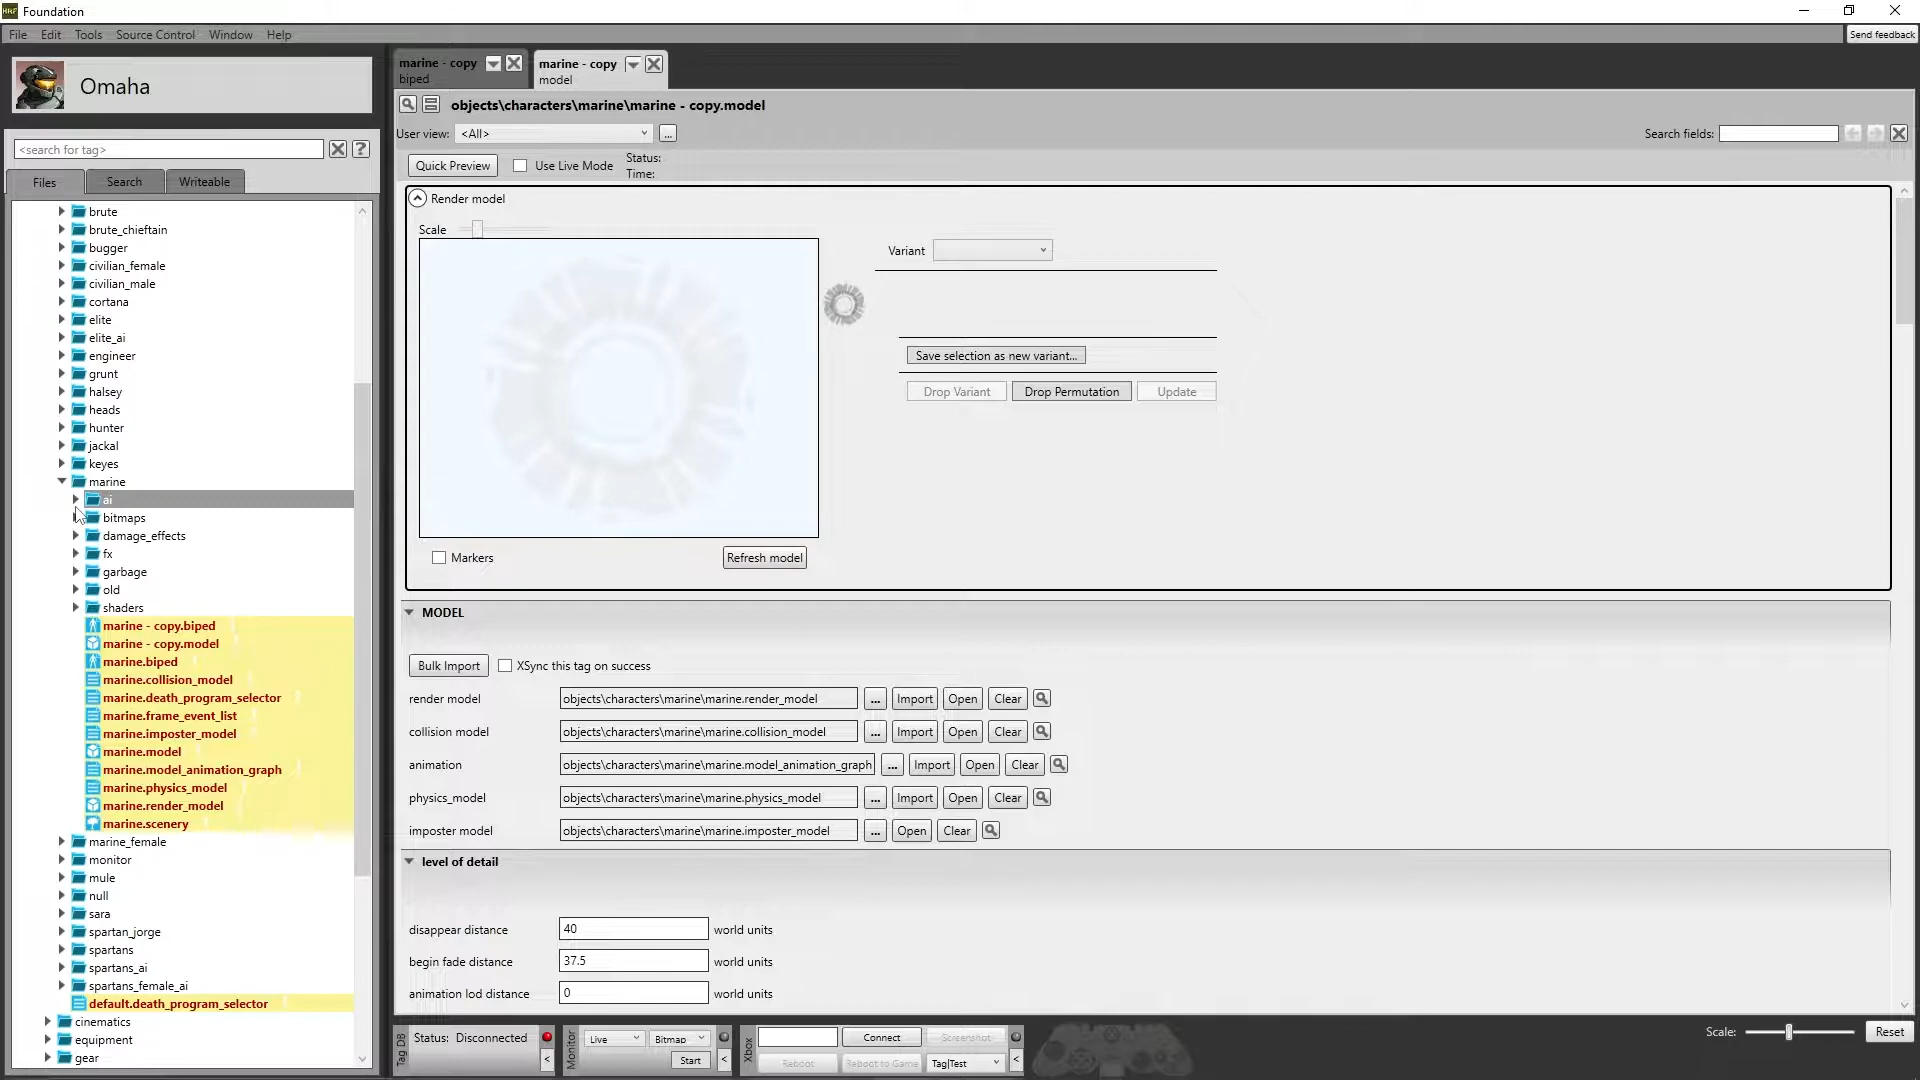 Foundation
File Edit Tools Source Control Window Help
Send feedback
Omaha
<search for tag>
?
Files Search Writeable
brute
brute_chieftain
bugger
civilian_female
civilian_male
cortana
elite
elite_ai
engineer
grunt
halsey
heads
hunter
jackal
keyes
marine
ai
bitmaps
damage_effects
fx
garbage
old
shaders
marine - copy.biped
marine - copy.model
marine.biped
marine.collision_model
marine.death_program_selector
marine.frame_event_list
marine.imposter_model
marine.model
marine.model_animation_graph
marine.physics_model
marine.render_model
marine.scenery
marine_female
monitor
mule
null
sara
spartan_jorge
spartans
spartans_ai
spartans_female_ai
default.death_program_selector
cinematics
equipment
gear
marine - copy
biped
marine - copy
model
objects\characters\marine\marine - copy.model
User view: <All> ...
Search fields:
Quick Preview Use Live Mode
Status:
Time:
Render model
Scale
Variant
Save selection as new variant...
Drop Variant Drop Permutation Update
Markers Refresh model
MODEL
Bulk Import XSync this tag on success
render model objects\characters\marine\marine.render_model ... Import Open Clear
collision model objects\characters\marine\marine.collision_model ... Import Open Clear
animation objects\characters\marine\marine.model_animation_graph ... Import Open Clear
physics_model objects\characters\marine\marine.physics_model ... Import Open Clear
imposter model objects\characters\marine\marine.imposter_model ... Open Clear
level of detail
disappear distance 40 world units
begin fade distance 37.5 world units
animation lod distance 0 world units
Tag DB
Status: Disconnected
<
Monitor
Live Bitmap
Start <
Xbox
Connect Screenshot
Reboot Reboot to Game Tag|Test <
Scale: Reset